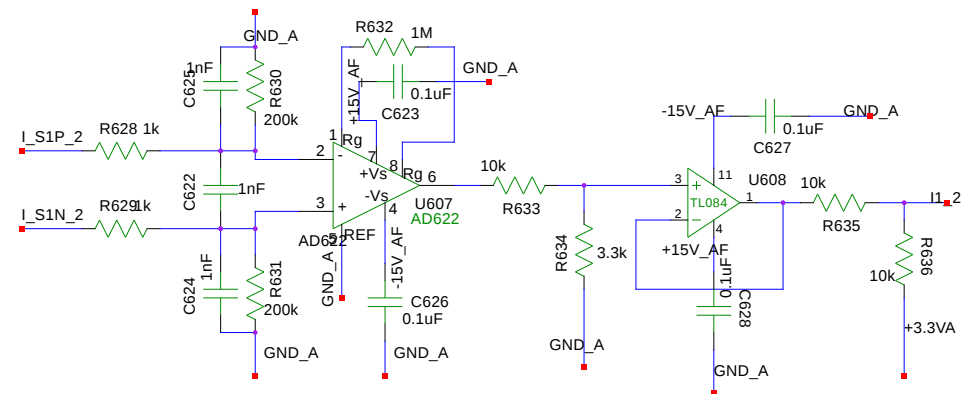 GND_A
1nF
C625
R630
200k
R632
1M
+15V_AF
C623
0.1uF
GND_A
I_S1P_2
R628 1k
C622
1nF
I_S1N_2
R629
1k
1nF
C624
R631
200k
GND_A
1
Rg
2
-
7
+Vs
8
Rg
6
3
+
-Vs
4
U607
AD622
AD622
5
REF
GND_A
-15V_AF
C626
0.1uF
GND_A
10k
R633
R634
3.3k
GND_A
-15V_AF
C627
0.1uF
GND_A
11
U608
3
+
TL084
1
2
-
4
+15V_AF
0.1uF
C628
GND_A
10k
R635
I1_2
R636
10k
+3.3VA